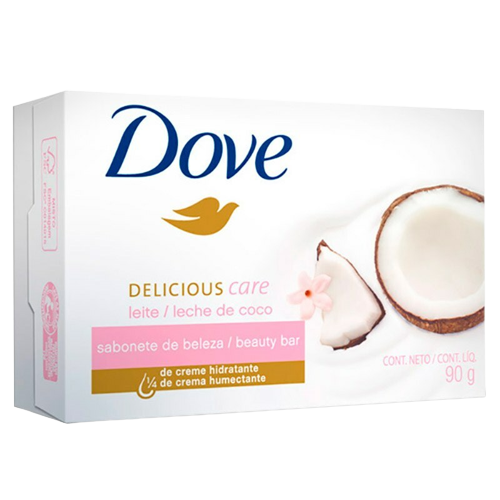 Dove
DELICIOUS care
leite / leche de coco
sabonete de beleza / beauty bar
1/4 de creme hidratante
de crema humectante
CONT. NETO / CONT. LÍQ.
90 g